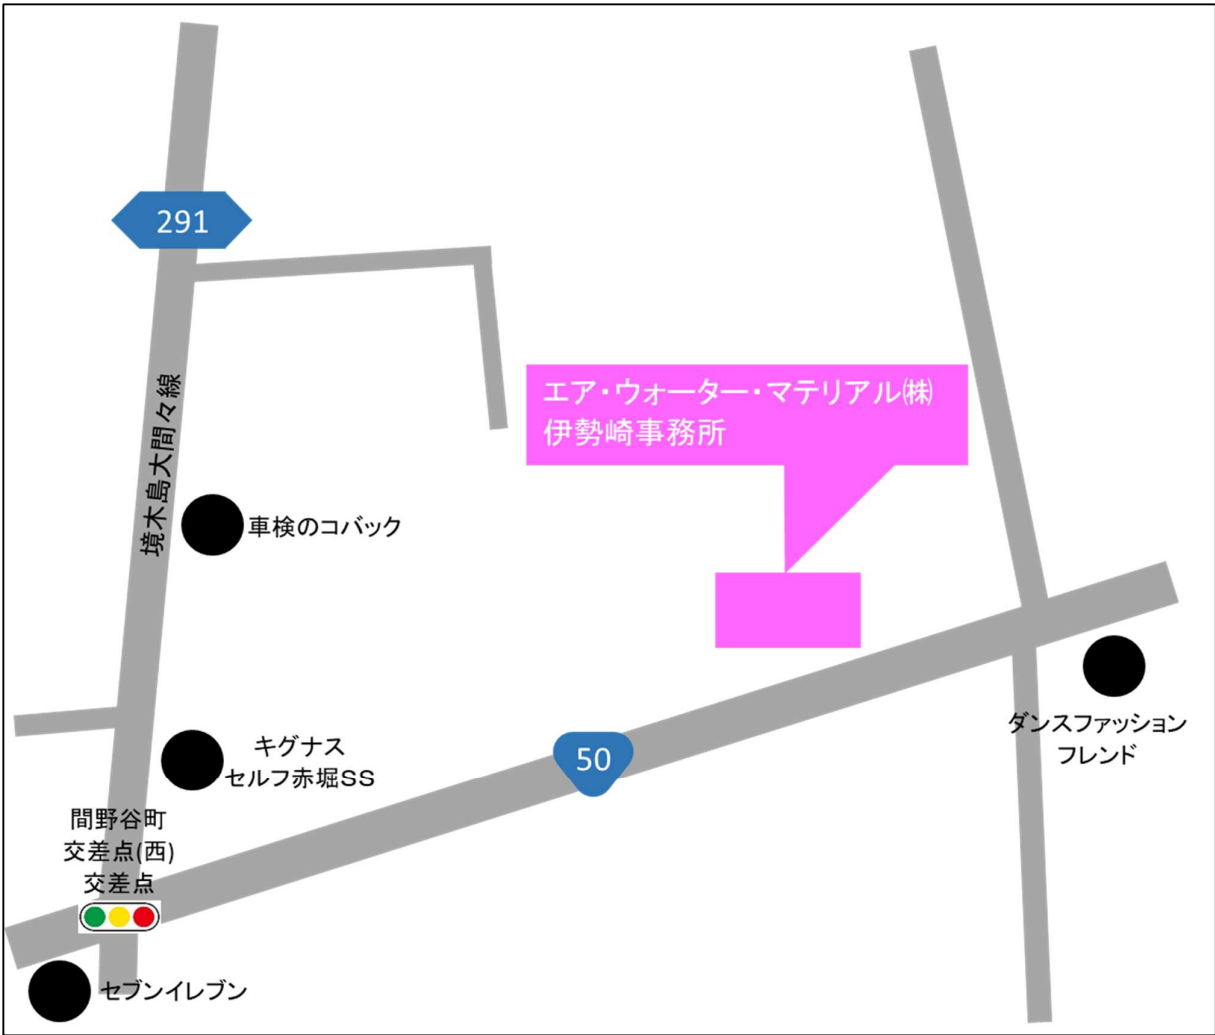 291
エア・ウォーター・マテリアル㈱
伊勢崎事務所
境木島大間々線
車検のコバック
ダンスファッション
フレンド
キグナス
セルフ赤堀SS
50
間野谷町
交差点(西)
交差点
セブンイレブン